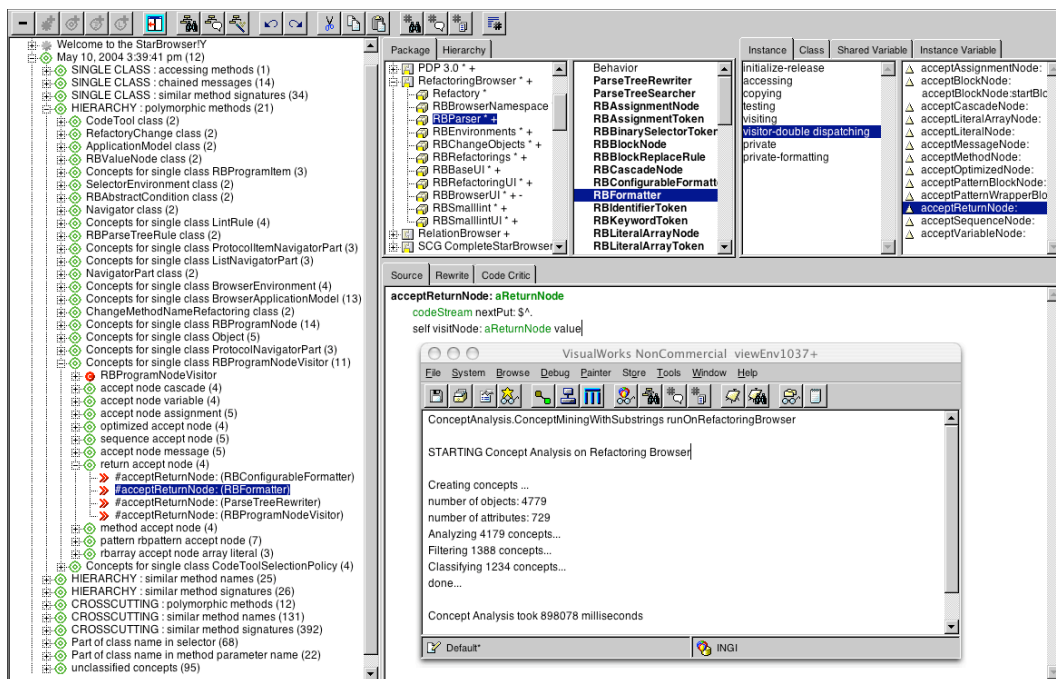 Welcome to the StarBrowser!Y
May 10, 2004 3:39:41 pm (12)
SINGLE CLASS : accessing methods (1)
SINGLE CLASS : chained messages (14)
SINGLE CLASS : similar method signatures (34)
HIERARCHY : polymorphic methods (21)
CodeTool class (2)
RefactoryChange class (2)
ApplicationModel class (2)
RBValueNode class (2)
Concepts for single class RBProgramItem (3)
SelectorEnvironment class (2)
RBAbstractCondition class (2)
Navigator class (2)
Concepts for single class LintRule (4)
RBParseTreeRule class (2)
Concepts for single class ProtocolItemNavigatorPart (3)
Concepts for single class ListNavigatorPart (3)
NavigatorPart class (2)
Concepts for single class BrowserEnvironment (4)
Concepts for single class BrowserApplicationModel (13)
ChangeMethodNameRefactoring class (2)
Concepts for single class RBProgramNode (14)
Concepts for single class Object (5)
Concepts for single class ProtocolNavigatorPart (3)
Concepts for single class RBProgramNodeVisitor (11)
RBProgramNodeVisitor
accept node cascade (4)
accept node variable (4)
accept node assignment (5)
optimized accept node (4)
sequence accept node (5)
accept node message (5)
return accept node (4)
#acceptReturnNode: (RBConfigurableFormatter)
#acceptReturnNode: (RBFormatter)
#acceptReturnNode: (ParseTreeRewriter)
#acceptReturnNode: (RBProgramNodeVisitor)
method accept node (4)
pattern rbpattern accept node (7)
rbarray accept node array literal (3)
Concepts for single class CodeToolSelectionPolicy (4)
HIERARCHY : similar method names (25)
HIERARCHY : similar method signatures (26)
CROSSCUTTING : polymorphic methods (12)
CROSSCUTTING : similar method names (131)
CROSSCUTTING : similar method signatures (392)
Part of class name in selector (68)
Part of class name in method parameter name (22)
unclassified concepts (95)
Package Hierarchy
PDP 3.0 * +
RefactoringBrowser * +
Refactory *
RBBrowserNamespace
RBParser * +
RBEnvironments * +
RBChangeObjects * +
RBRefactorings * +
RBBaseUI * +
RBRefactoringUI * +
RBBrowserUI * + -
RBSmalllint * +
RBSmalllintUI * +
RelationBrowser +
SCG CompleteStarBrowser
Behavior
ParseTreeRewriter
ParseTreeSearcher
RBAssignmentNode
RBAssignmentToken
RBBinarySelectorToken
RBBlockNode
RBBlockReplaceRule
RBCascadeNode
RBConfigurableFormatt
RBFormatter
RBIdentifierToken
RBKeywordToken
RBLiteralArrayNode
RBLiteralArrayToken
Instance Class Shared Variable Instance Variable
initialize-release
accessing
copying
testing
visiting
visitor-double dispatching
private
private-formatting
acceptAssignmentNode:
acceptBlockNode:
acceptBlockNode:startBlo
acceptCascadeNode:
acceptLiteralArrayNode:
acceptLiteralNode:
acceptMessageNode:
acceptMethodNode:
acceptOptimizedNode:
acceptPatternBlockNode:
acceptPatternWrapperBlo
acceptReturnNode:
acceptSequenceNode:
acceptVariableNode:
Source Rewrite Code Critic
acceptReturnNode: aReturnNode
codeStream nextPut: $^.
self visitNode: aReturnNode value
VisualWorks NonCommercial viewEnv1037+
File System Browse Debug Painter Store Tools Window Help
ConceptAnalysis.ConceptMiningWithSubstrings runOnRefactoringBrowser
STARTING Concept Analysis on Refactoring Browser
Creating concepts ...
number of objects: 4779
number of attributes: 729
Analyzing 4179 concepts...
Filtering 1388 concepts...
Classifying 1234 concepts...
done...
Concept Analysis took 898078 milliseconds
Default*
INGI